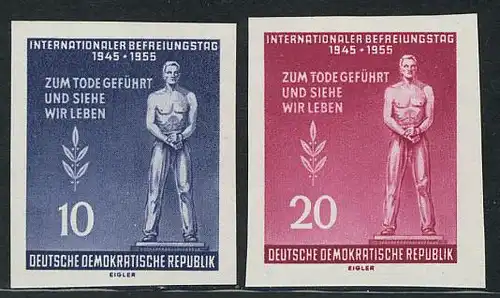 INTERNATIONALER BEFREIUNGSTAG
1945 • 1955
ZUM TODE GEFÜHRT
UND SIEHE
WIR LEBEN
10
DEUTSCHE DEMOKRATISCHE REPUBLIK
EIGLER
INTERNATIONALER BEFREIUNGSTAG
1945 • 1955
ZUM TODE GEFÜHRT
UND SIEHE
WIR LEBEN
20
DEUTSCHE DEMOKRATISCHE REPUBLIK
EIGLER